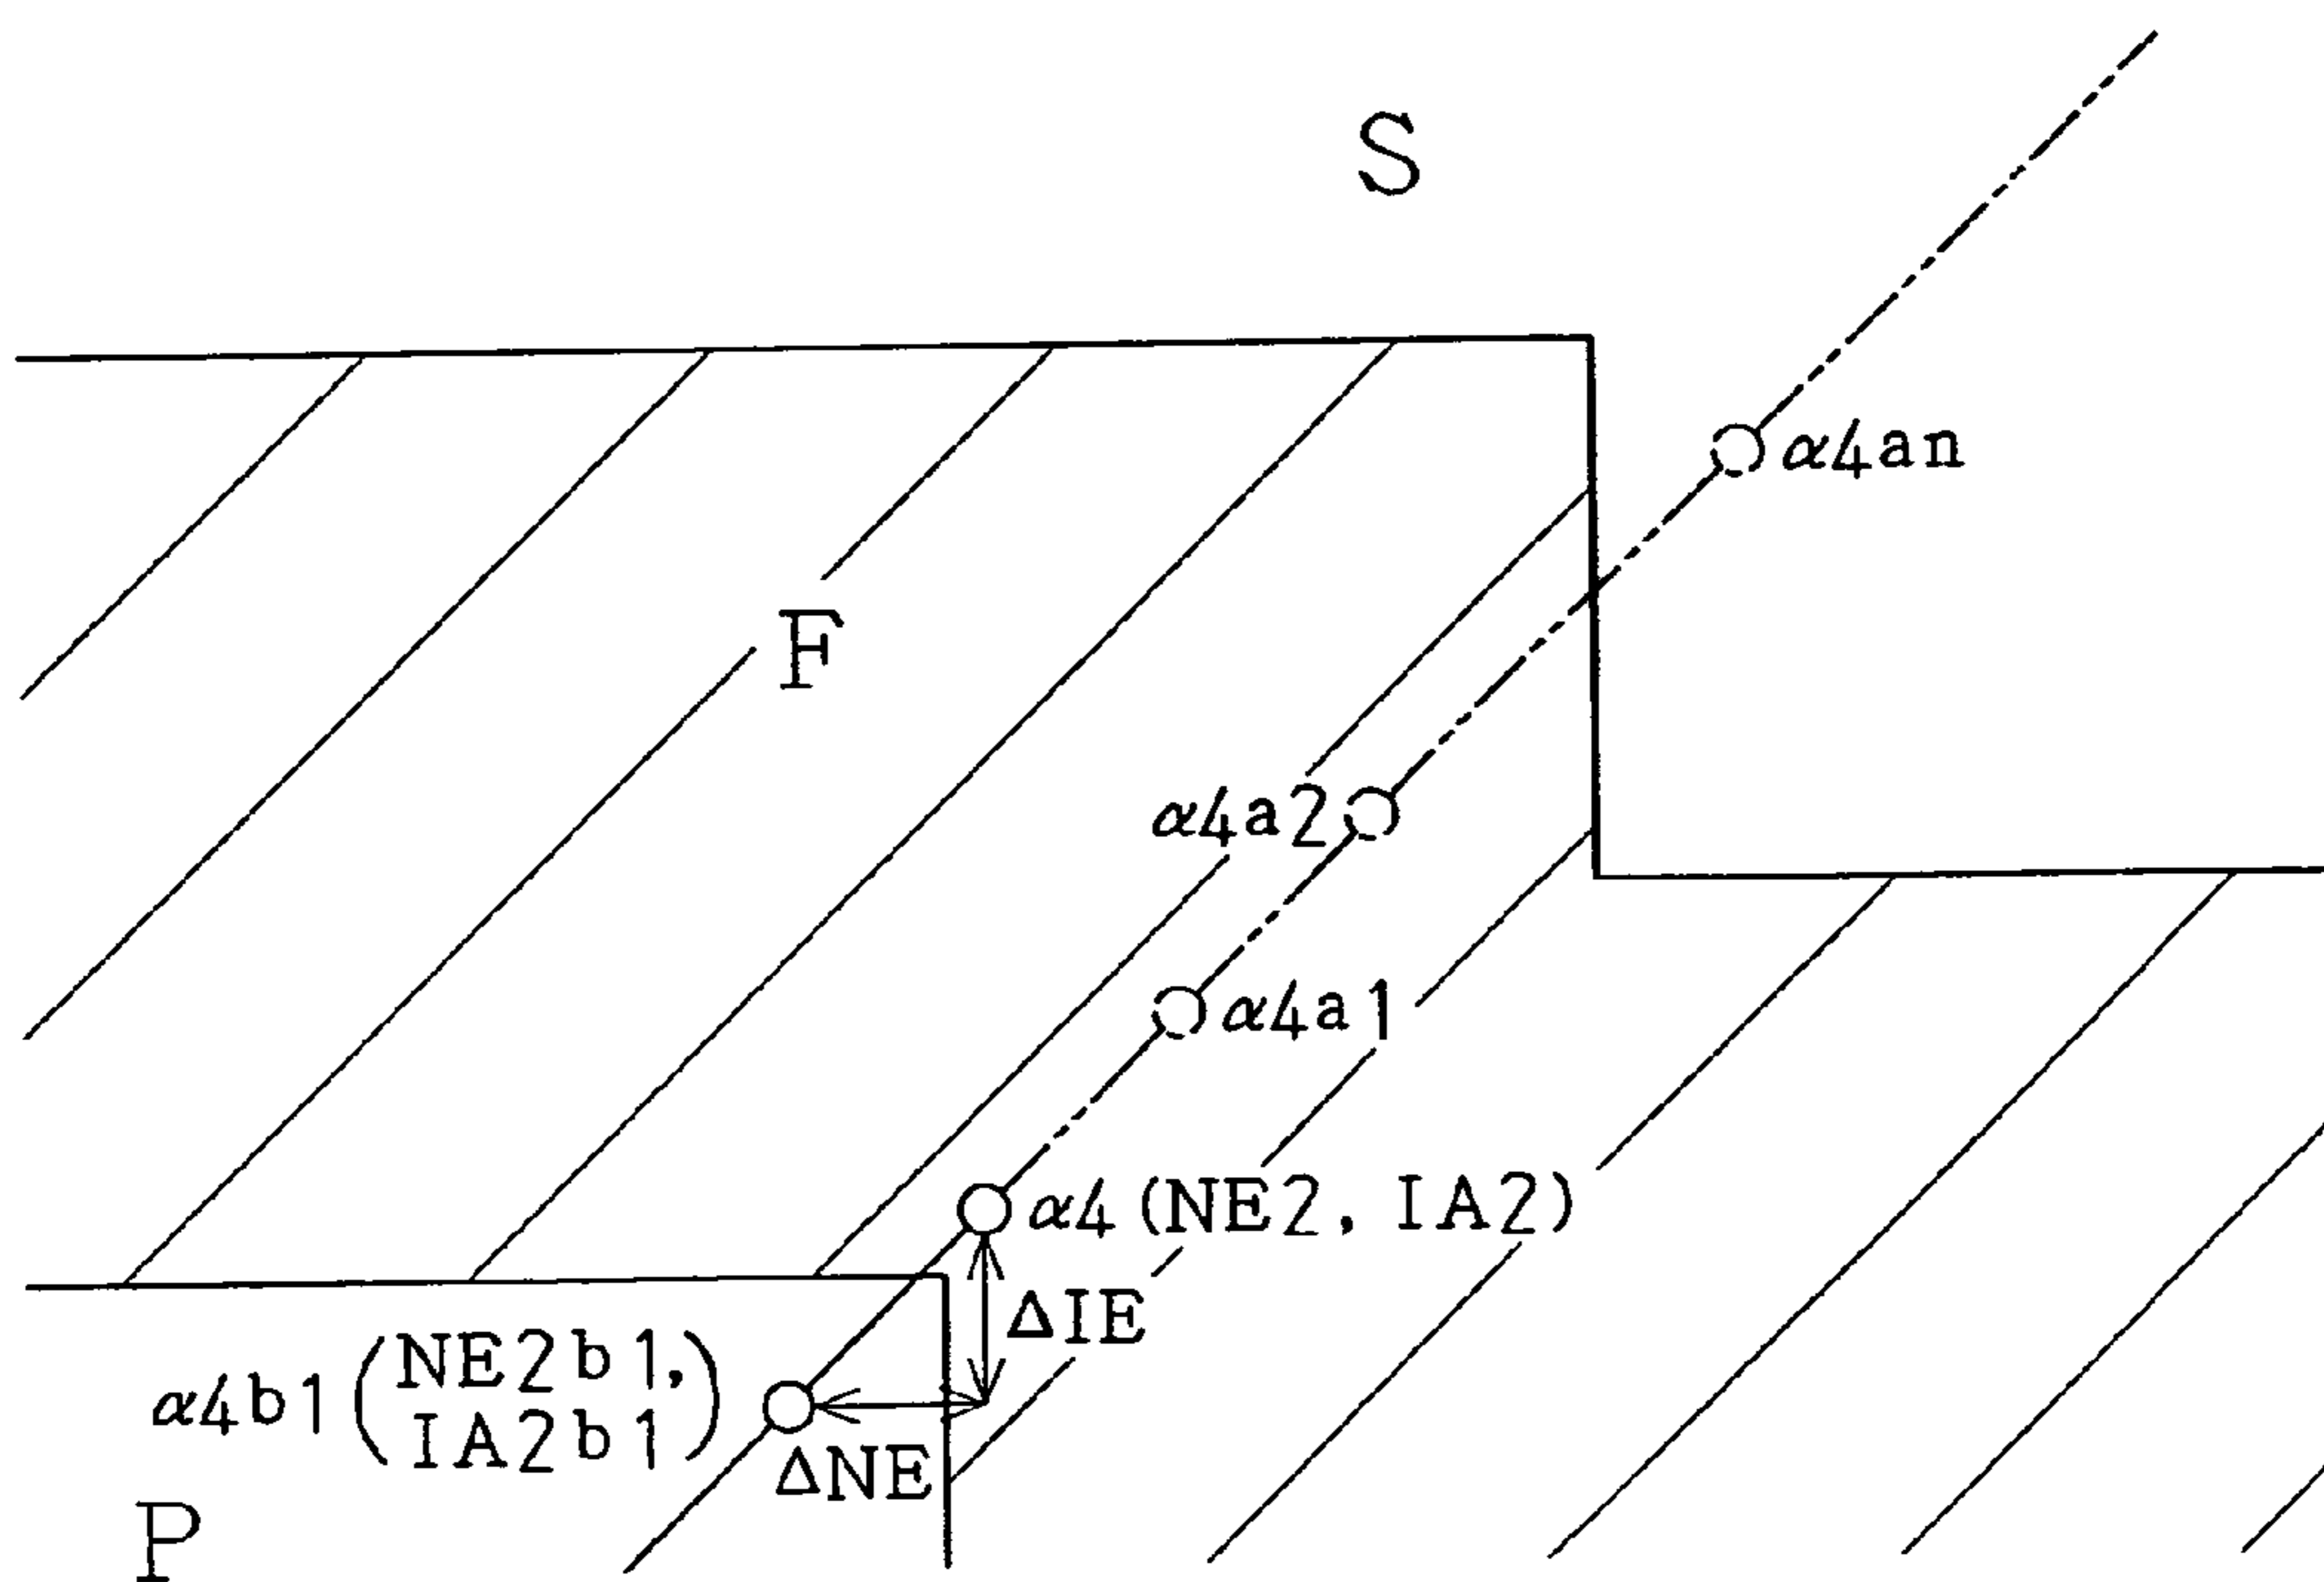 S
α4an
F
α4a2
α4a1
α4(NE2, IA2)
ΔIE
α4b1(NE2b1,
IA2b1)
ΔNE
P